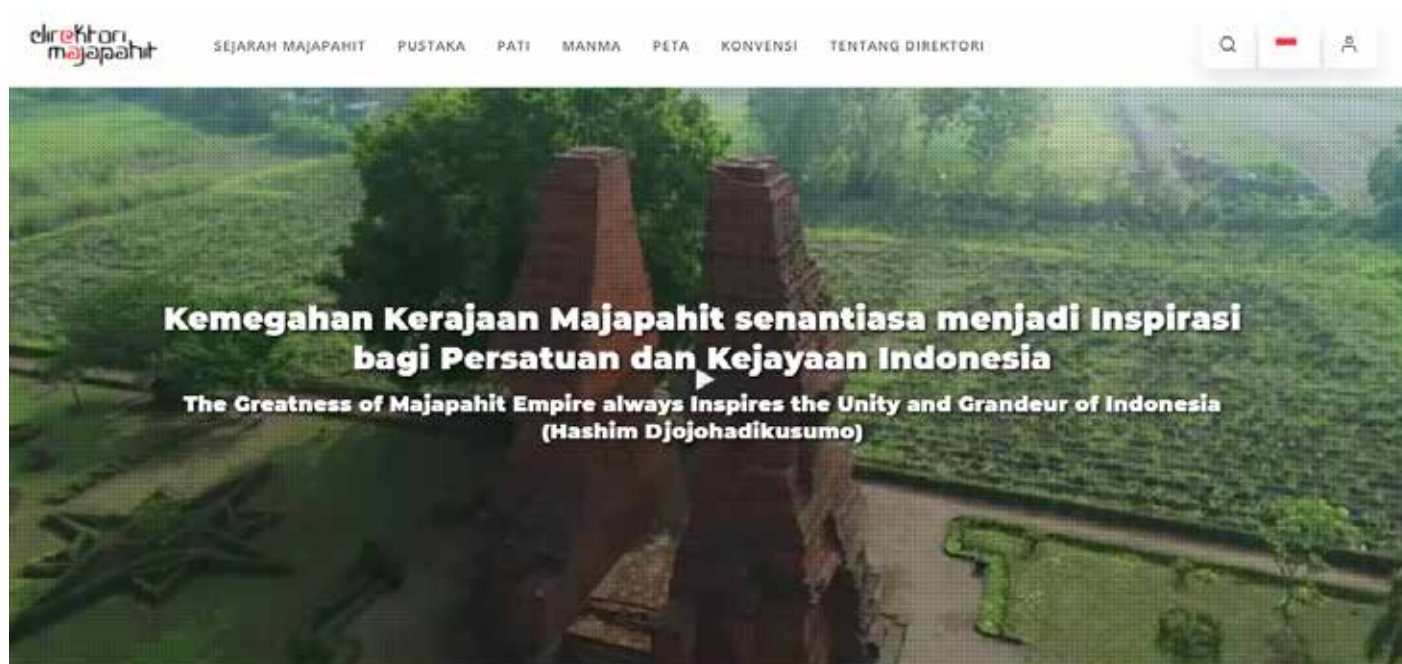 direktori
majapahit
SEJARAH MAJAPAHIT PUSTAKA PATI MANMA PETA KONVENSI TENTANG DIREKTORI
Kemegahan Kerajaan Majapahit senantiasa menjadi Inspirasi
bagi Persatuan dan Kejayaan Indonesia
The Greatness of Majapahit Empire always Inspires the Unity and Grandeur of Indonesia
(Hashim Djojohadikusumo)